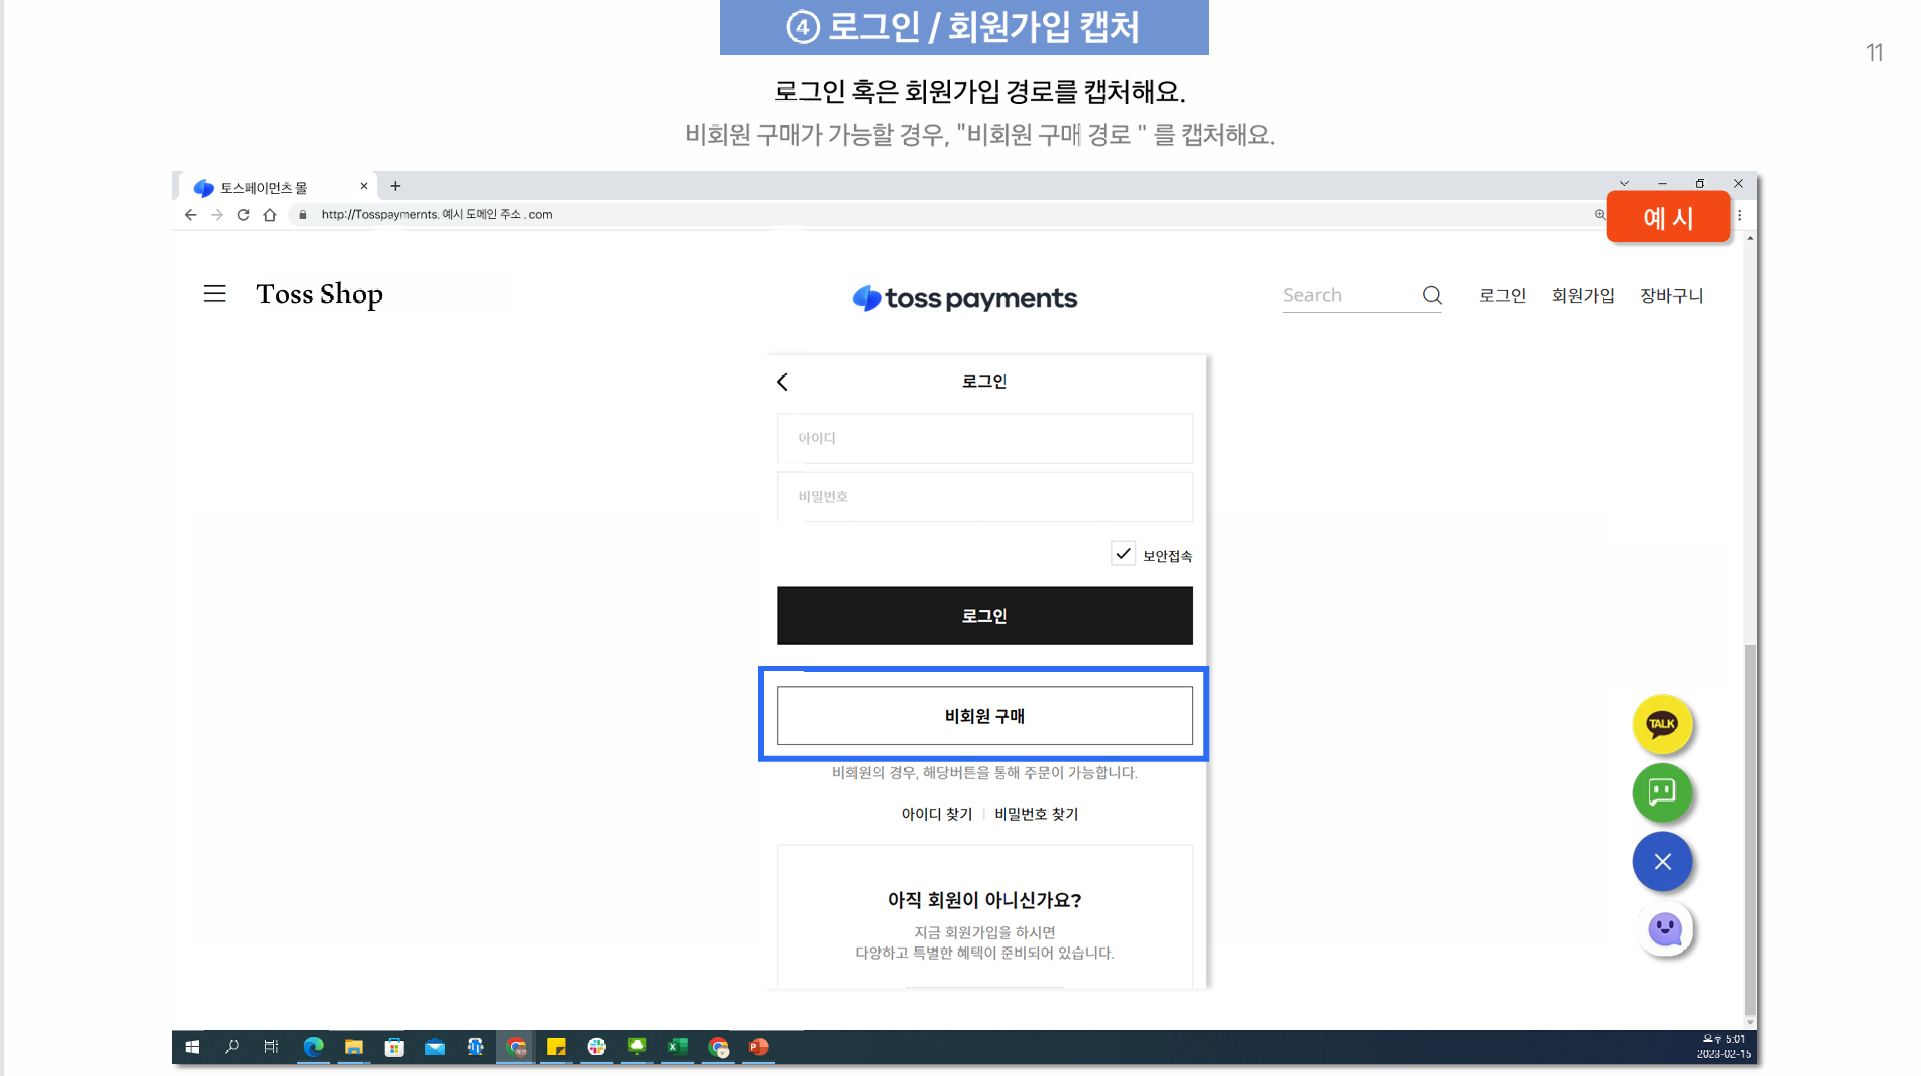 ④ 로그인 / 회원가입 캡처
11
로그인 혹은 회원가입 경로를 캡처해요.
비회원 구매가 가능할 경우, "비회원 구매 경로 " 를 캡처해요.
토스페이먼츠 몰
http://Tosspaymernts. 예시 도메인 주소 . com
예 시
Toss Shop
toss payments
Search
로그인 회원가입 장바구니
로그인
아이디
비밀번호
보안접속
로그인
비회원 구매
비회원의 경우, 해당버튼을 통해 주문이 가능합니다.
아이디 찾기 | 비밀번호 찾기
TALK
아직 회원이 아니신가요?
지금 회원가입을 하시면
다양하고 특별한 혜택이 준비되어 있습니다.
오후 5:01
2023-02-15